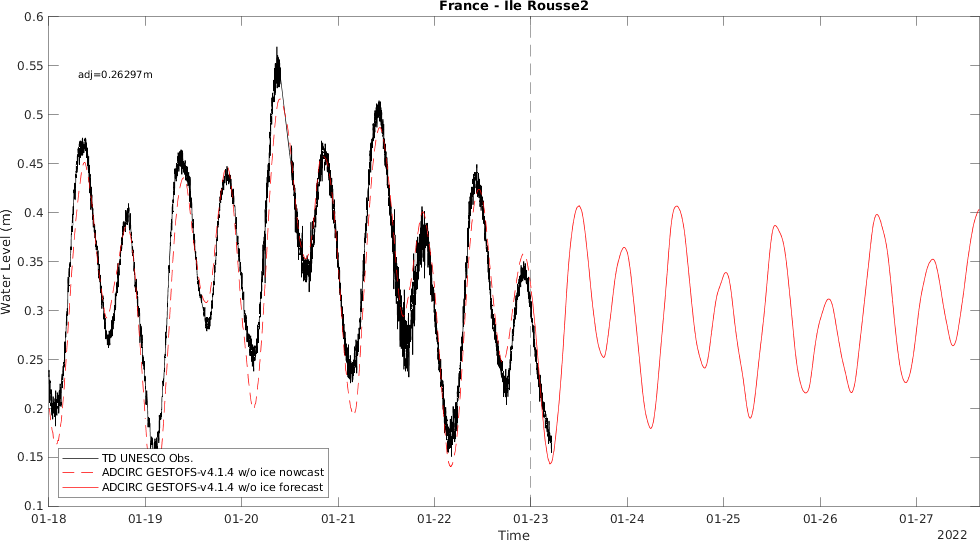 France - Ile Rousse2
0.6
0.55
0.5
0.45
0.4
0.35
0.3
0.25
0.2
0.15
0.1
Water Level (m)
adj=0.26297m
TD UNESCO Obs.
ADCIRC GESTOFS-v4.1.4 w/o ice nowcast
ADCIRC GESTOFS-v4.1.4 w/o ice forecast
01-18 01-19 01-20 01-21 01-22 01-23 01-24 01-25 01-26 01-27
Time
2022